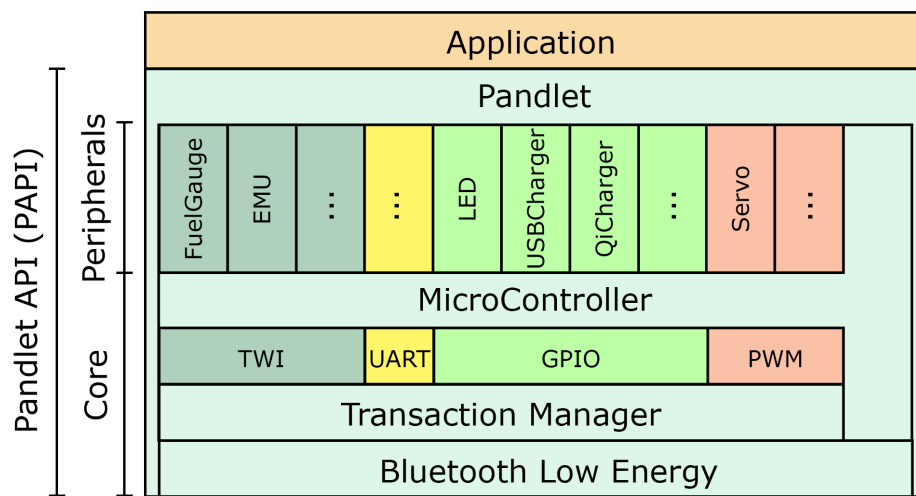 Application
Pandlet
Pandlet API (PAPI)
Peripherals
FuelGauge
EMU
...
...
LED
USBCharger
QiCharger
...
Servo
...
MicroController
Core
TWI
UART
GPIO
PWM
Transaction Manager
Bluetooth Low Energy